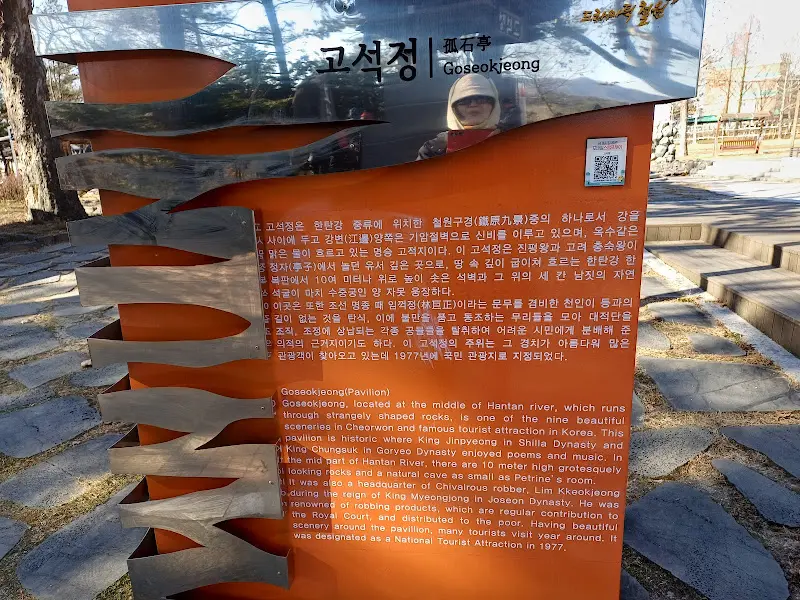 드라마틱 철원
고석정 孤石亭
Goseokjeong
고석정은 한탄강 중류에 위치한 철원구경(鐵原九景)중의 하나로서 강을
사이에 두고 강변(江邊)양쪽은 기암절벽으로 신비를 이루고 있으며, 옥수같은
맑은 물이 흐르고 있는 명승 고적지이다. 이 고석정은 진평왕과 고려 충숙왕이
정자(亭子)에서 놀던 유서 깊은 곳으로, 땅 속 깊이 굽이쳐 흐르는 한탄강 한
복판에서 10여 미터나 위로 높이 솟은 석벽과 그 위의 세 칸 남짓의 자연
석굴이 마치 수중궁인 양 자못 웅장하다.
이곳은 또한 조선 명종 때 임꺽정(林巨正)이라는 문무를 겸비한 천인이 등과의
길이 없는 것을 탄식, 이에 불만을 품고 동조하는 무리들을 모아 대적단을
조직, 조정에 상납되는 각종 공물들을 탈취하여 어려운 시민에게 분배해 준
의적의 근거지이기도 하다. 이 고석정의 주위는 그 경치가 아름다워 많은
관광객이 찾아오고 있는데 1977년에 국민 관광지로 지정되었다.
Goseokjeong(Pavilion)
Goseokjeong, located at the middle of Hantan river, which runs
through strangely shaped rocks, is one of the nine beautiful
sceneries in Cheorwon and famous tourist attraction in Korea. This
pavilion is historic where King Jinpyeong in Shilla Dynasty and
King Chungsuk in Goryeo Dynasty enjoyed poems and music. In
the mid part of Hantan River, there are 10 meter high grotesquely
looking rocks and a natural cave as small as Petrine`s room.
It was also a headquarter of Chivalrous robber, Lim Kkeokjeong
during the reign of King Myeongjong in Joseon Dynasty. He was
renowned of robbing products, which are regular contribution to
the Royal Court, and distributed to the poor. Having beautiful
scenery around the pavilion, many tourists visit year around. It
was designated as a National Tourist Attraction in 1977.